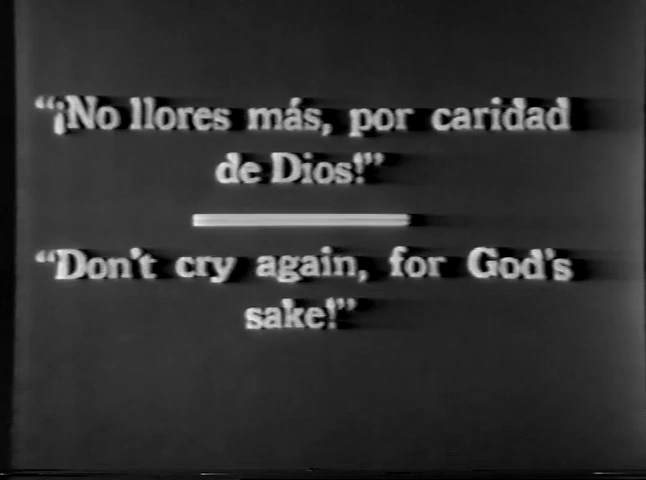 “¡No llores más, por caridad
de Dios!”
“Don't cry again, for God's
sake!”